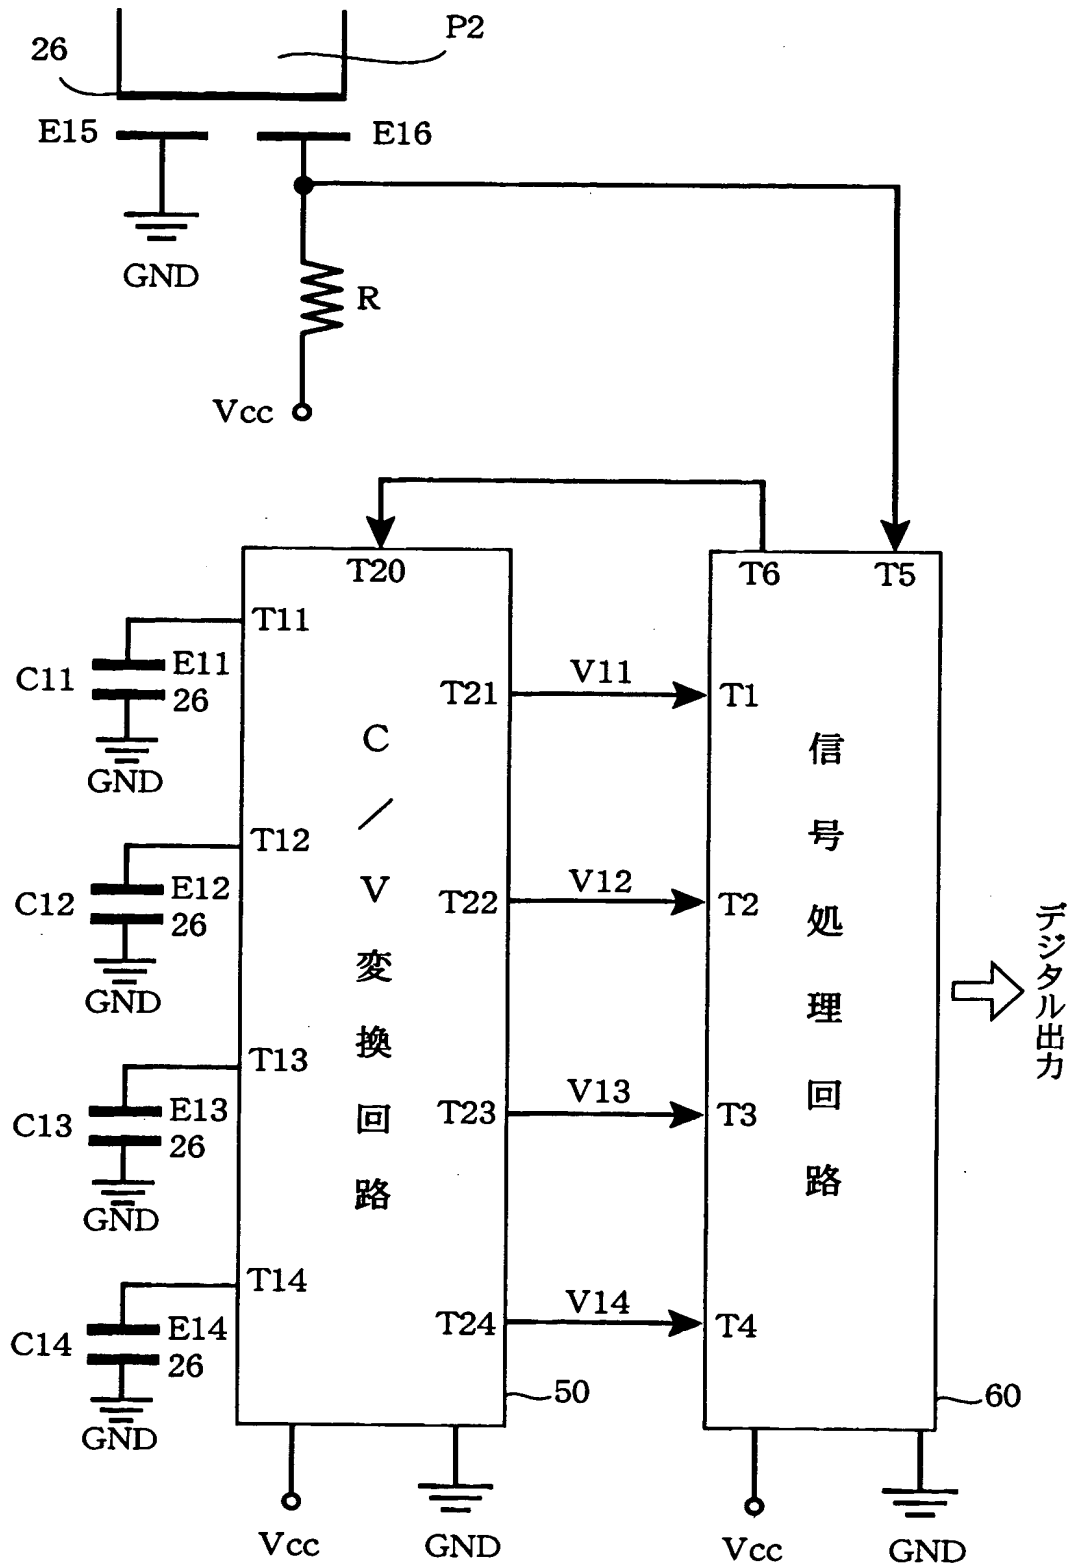 P2
26
E15
E16
GND
R
Vcc
T20
T6
T5
T11
C11
E11
26
GND
T21
V11
T1
T12
C12
E12
26
GND
T22
V12
T2
T13
C13
E13
26
GND
T23
V13
T3
T14
C14
E14
26
GND
T24
V14
T4
C/V変換回路
信号処理回路
デジタル出力
50
60
Vcc
GND
Vcc
GND